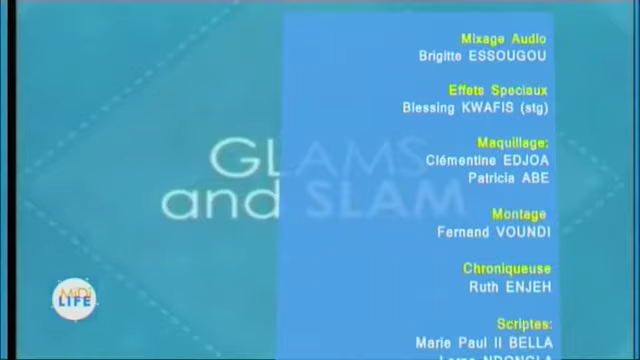 GLAMS
and SLAM
MiDi
LIFE
Mixage Audio
Brigitte ESSOUGOU
Effets Speciaux
Blessing KWAFIS (stg)
Maquillage:
Clémentine EDJOA
Patricia ABE
Montage
Fernand VOUNDI
Chroniqueuse
Ruth ENJEH
Scriptes:
Marie Paul II BELLA